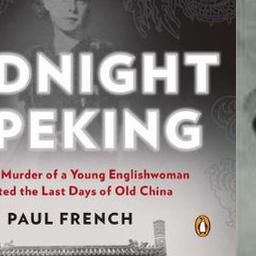 DNIGHT
PEKING
Murder of a Young Englishwoman
ted the Last Days of Old China
PAUL FRENCH